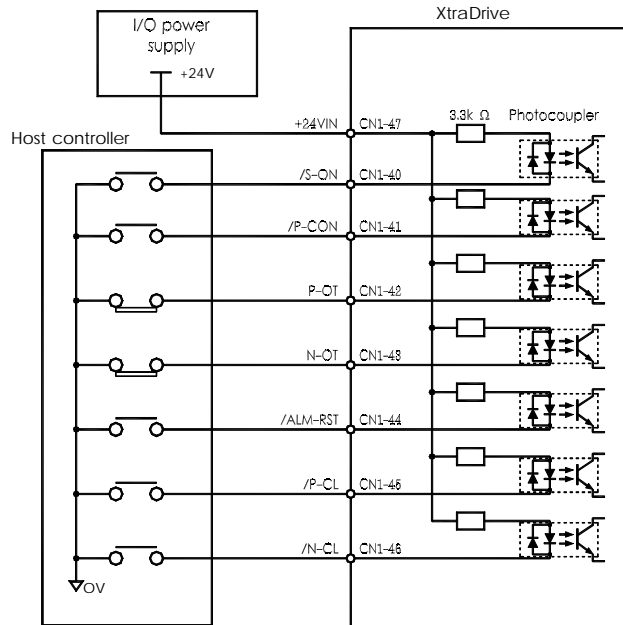 XtraDrive
I/O power
supply
+24V
Host controller
+24VIN CN1-47 3.3k Ω Photocoupler
/S-ON CN1-40
/P-CON CN1-41
P-OT CN1-42
N-OT CN1-43
/ALM-RST CN1-44
/P-CL CN1-45
/N-CL CN1-46
0V